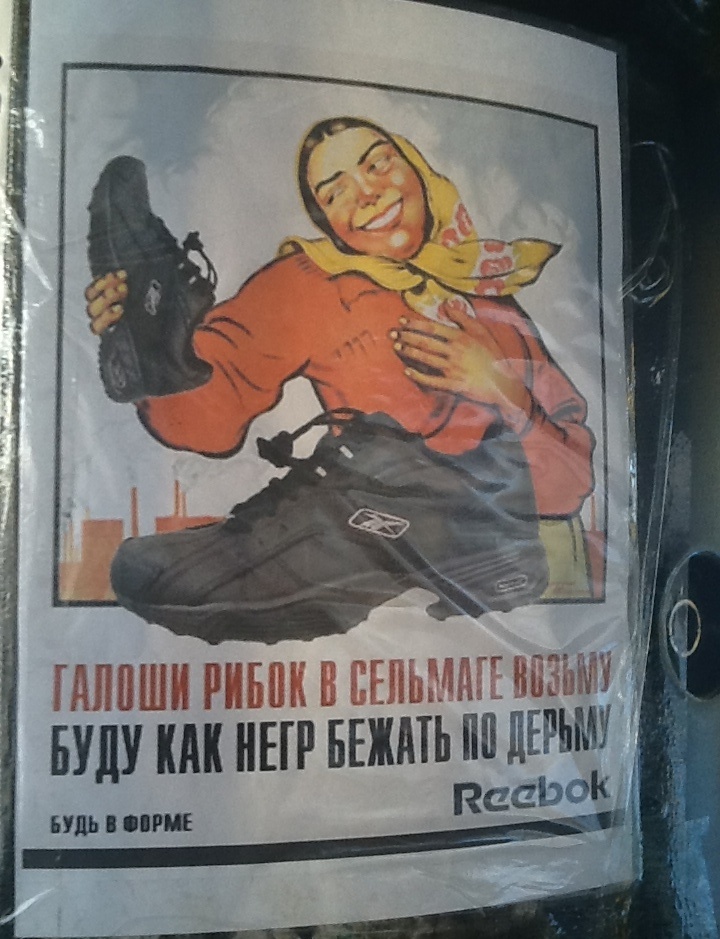 ГАЛОШИ РИБОК В СЕЛЬМАГЕ ВОЗЬМУ
БУДУ КАК НЕГР БЕЖАТЬ ПО ДЕРЬМУ
Reebok
БУДЬ В ФОРМЕ